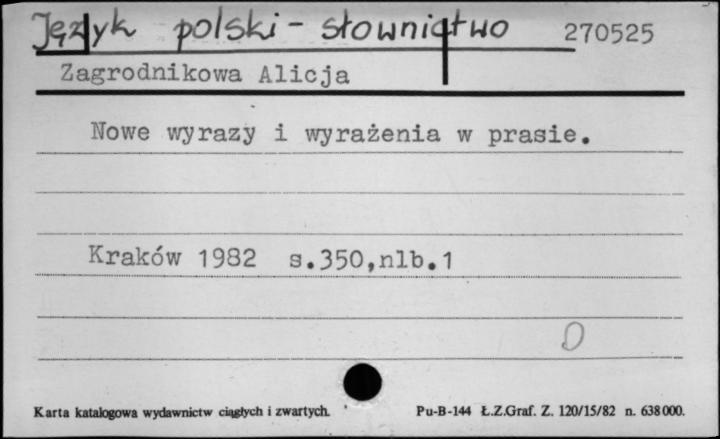 Język polski - słownictwo 270525
Zagrodnikowa Alicja
Nowe wyrazy i wyrażenia w prasie.
Kraków 1982 s.350,nlb.1
Karta katalogowa wydawnictw ciągłych i zwartych. Pu-B-144 Ł.Z.Graf. Z. 120/15/82 n. 638000.